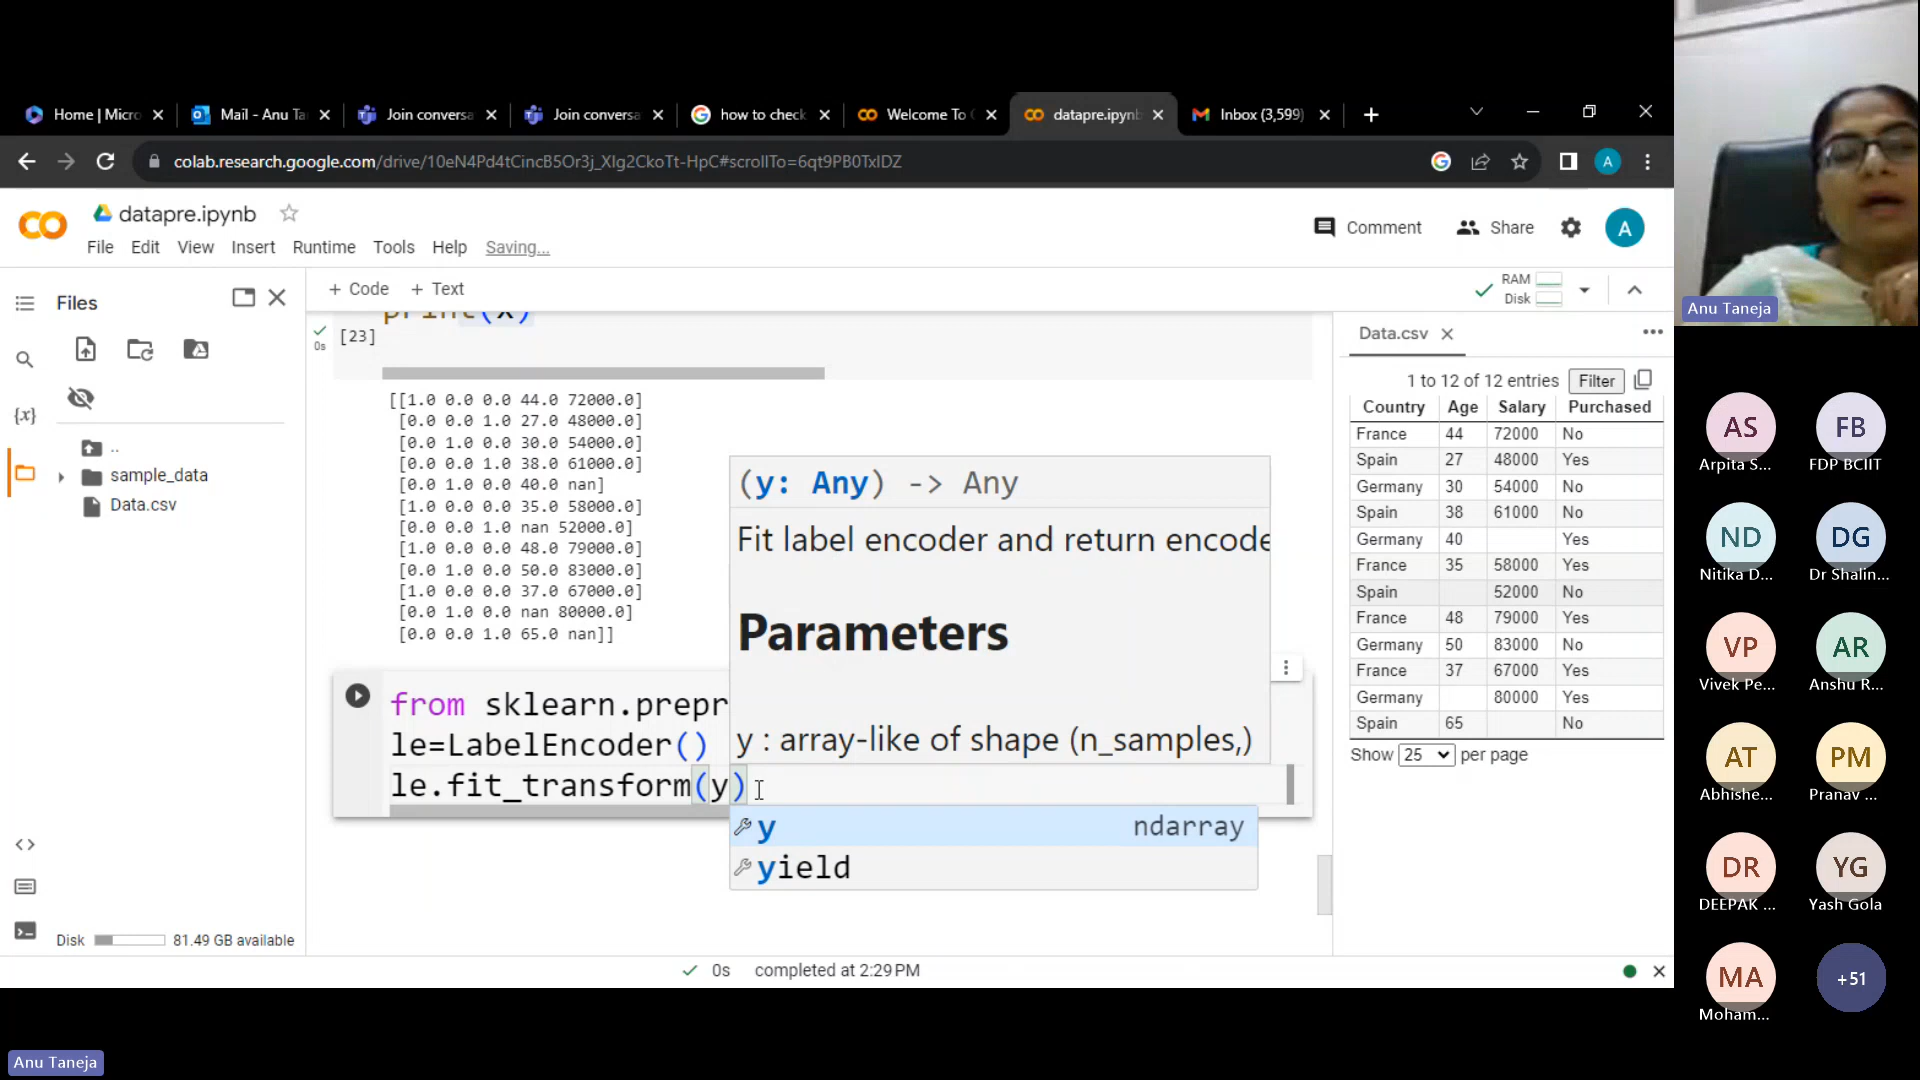 Home | Micro
Mail - Anu Ta
Join conversa
Join conversa
how to check
Welcome To C
datapre.ipynb
Inbox (3,599)
colab.research.google.com/drive/10eN4Pd4tCincB5Or3j_XIg2CkoTt-HpC#scrollTo=6qt9PB0TxIDZ
A
datapre.ipynb
File Edit View Insert Runtime Tools Help Saving...
Comment
Share
A
Files
+ Code + Text
RAM
Disk
..
sample_data
Data.csv
{x}
Disk 81.49 GB available
print(x)
0s
[23]
[[1.0 0.0 0.0 44.0 72000.0]
[0.0 0.0 1.0 27.0 48000.0]
[0.0 1.0 0.0 30.0 54000.0]
[0.0 0.0 1.0 38.0 61000.0]
[0.0 1.0 0.0 40.0 nan]
[1.0 0.0 0.0 35.0 58000.0]
[0.0 0.0 1.0 nan 52000.0]
[1.0 0.0 0.0 48.0 79000.0]
[0.0 1.0 0.0 50.0 83000.0]
[1.0 0.0 0.0 37.0 67000.0]
[0.0 1.0 0.0 nan 80000.0]
[0.0 0.0 1.0 65.0 nan]]
from sklearn.prepr
le=LabelEncoder()
le.fit_transform(y)
(y: Any) -> Any
Fit label encoder and return encode
Parameters
y : array-like of shape (n_samples,)
y ndarray
yield
0s completed at 2:29 PM
Data.csv
1 to 12 of 12 entries Filter
Country Age Salary Purchased
France 44 72000 No
Spain 27 48000 Yes
Germany 30 54000 No
Spain 38 61000 No
Germany 40 Yes
France 35 58000 Yes
Spain 52000 No
France 48 79000 Yes
Germany 50 83000 No
France 37 67000 Yes
Germany 80000 Yes
Spain 65 No
Show 25 per page
Anu Taneja
AS FB
Arpita S... FDP BCIIT
ND DG
Nitika D... Dr Shalin...
VP AR
Vivek Pe... Anshu R...
AT PM
Abhishe... Pranav ...
DR YG
DEEPAK ... Yash Gola
MA +51
Moham...
Anu Taneja